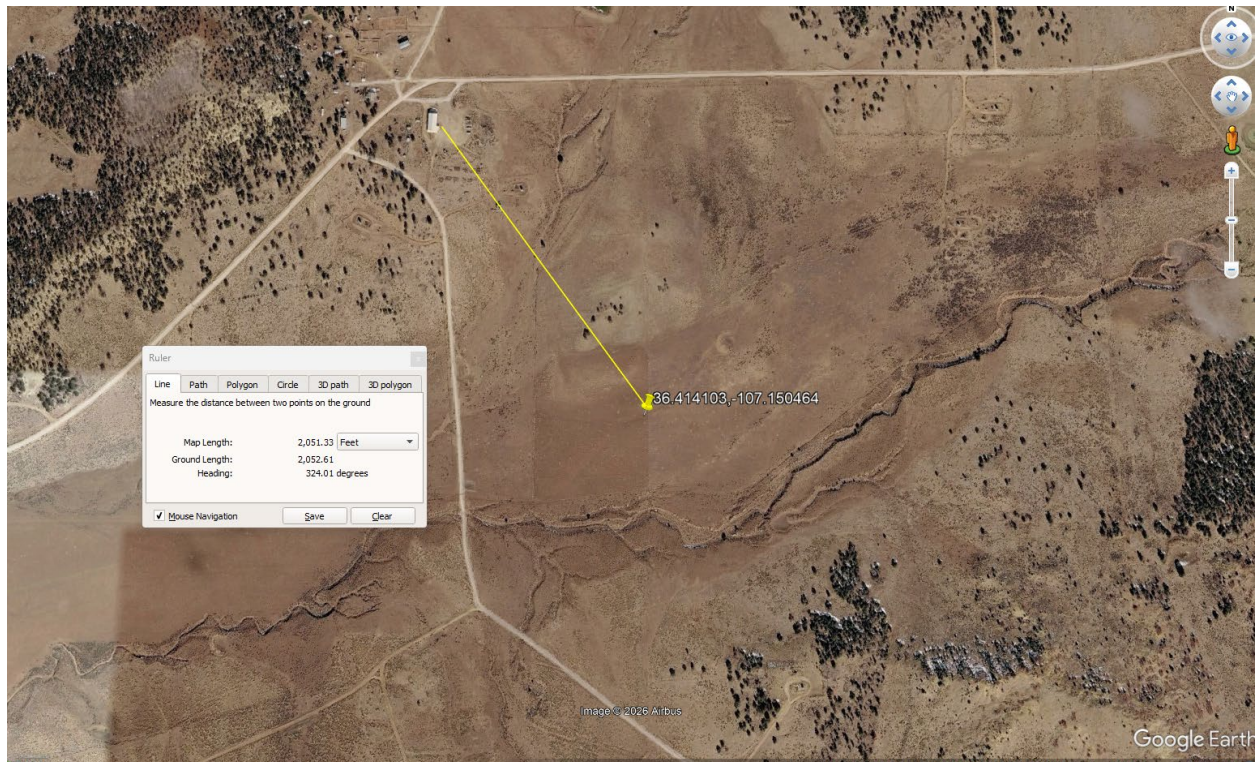 N
Ruler
Line Path Polygon Circle 3D path 3D polygon
Measure the distance between two points on the ground
Map Length: 2,051.33 Feet
Ground Length: 2,052.61
Heading: 324.01 degrees
Mouse Navigation Save Clear
36.414103,-107.150464
Image © 2026 Airbus
Google Earth